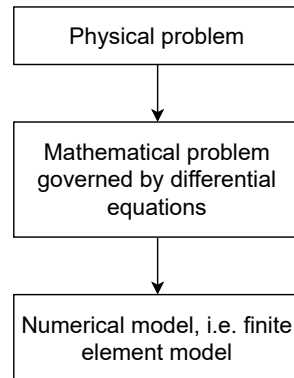 Physical problem
Mathematical problem
governed by differential
equations
Numerical model, i.e. finite
element model